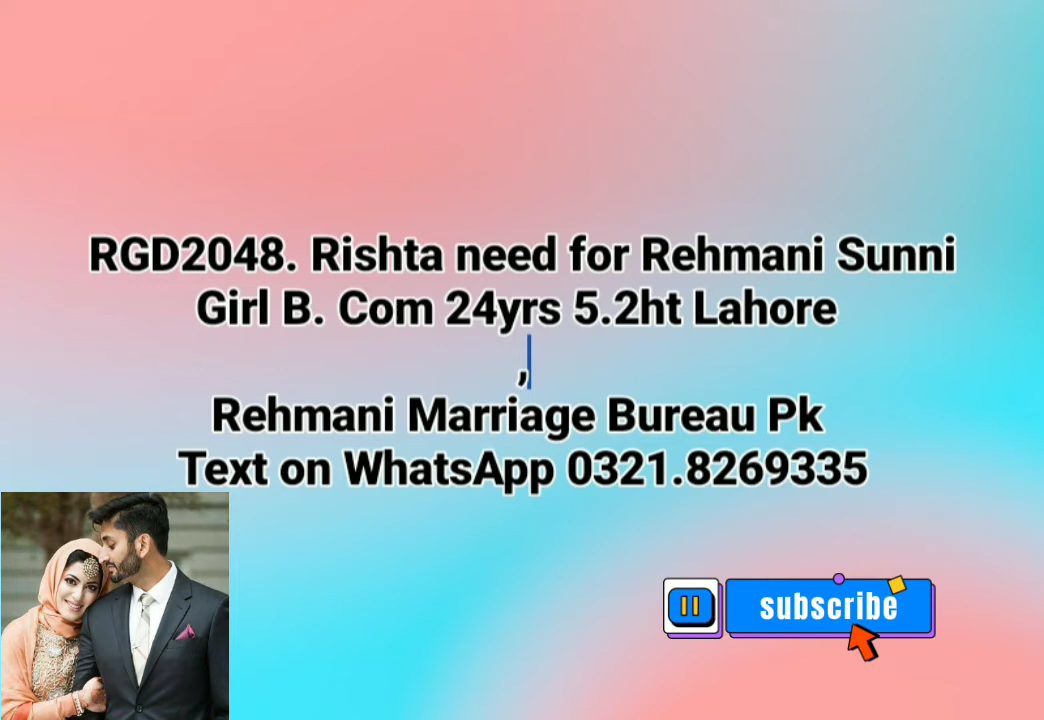 RGD2048. Rishta need for Rehmani Sunni
Girl B. Com 24yrs 5.2ht Lahore
,
Rehmani Marriage Bureau Pk
Text on WhatsApp 0321.8269335
subscribe